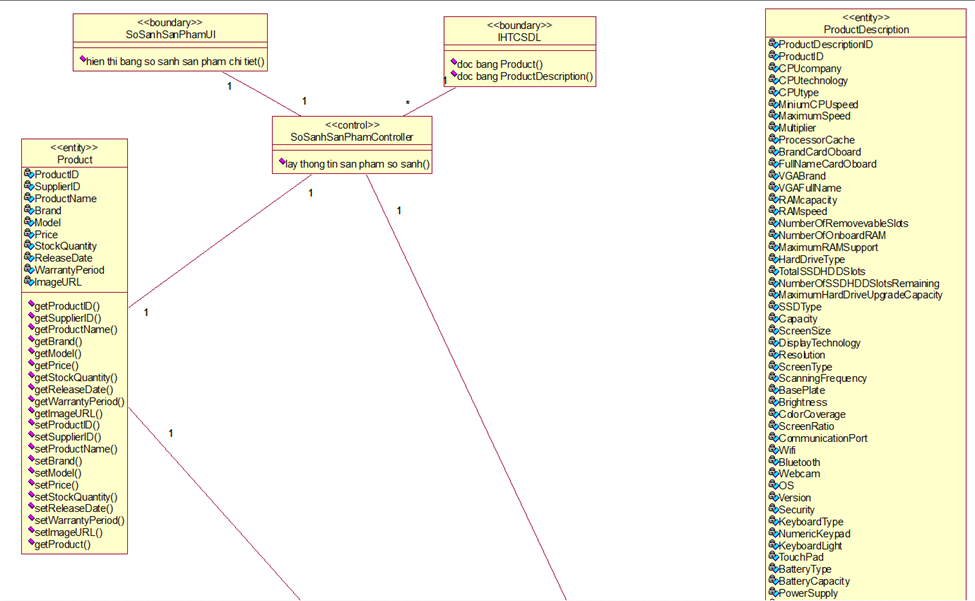 <<boundary>>
SoSanhSanPhamUI
hien thi bang so sanh san pham chi tiet()
<<boundary>>
IHTCSDL
doc bang Product()
doc bang ProductDescription()
1
1
1
*
<<control>>
SoSanhSanPhamController
lay thong tin san pham so sanh()
1
1
<<entity>>
Product
ProductID
SupplierID
ProductName
Brand
Model
Price
StockQuantity
ReleaseDate
WarrantyPeriod
ImageURL
getProductID()
getSupplierID()
getProductName()
getBrand()
getModel()
getPrice()
getStockQuantity()
getReleaseDate()
getWarrantyPeriod()
getImageURL()
setProductID()
setSupplierID()
setProductName()
setBrand()
setModel()
setPrice()
setStockQuantity()
setReleaseDate()
setWarrantyPeriod()
setImageURL()
getProduct()
1
1
<<entity>>
ProductDescription
ProductDescriptionID
ProductID
CPUcompany
CPUtechnology
CPUtype
MiniumCPUspeed
MaximumSpeed
Multiplier
ProcessorCache
BrandCardOboard
FullNameCardOboard
VGABrand
VGAFullName
RAMcapacity
RAMspeed
NumberOfRemovevableSlots
NumberOfOnboardRAM
MaximumRAMSupport
HardDriveType
TotalSSDHDDSlots
NumberOfSSDHDDSlotsRemaining
MaximumHardDriveUpgradeCapacity
SSDType
Capacity
ScreenSize
DisplayTechnology
Resolution
ScreenType
ScanningFrequency
BasePlate
Brightness
ColorCoverage
ScreenRatio
CommunicationPort
Wifi
Bluetooth
Webcam
OS
Version
Security
KeyboardType
NumericKeypad
KeyboardLight
TouchPad
BatteryType
BatteryCapacity
PowerSupply